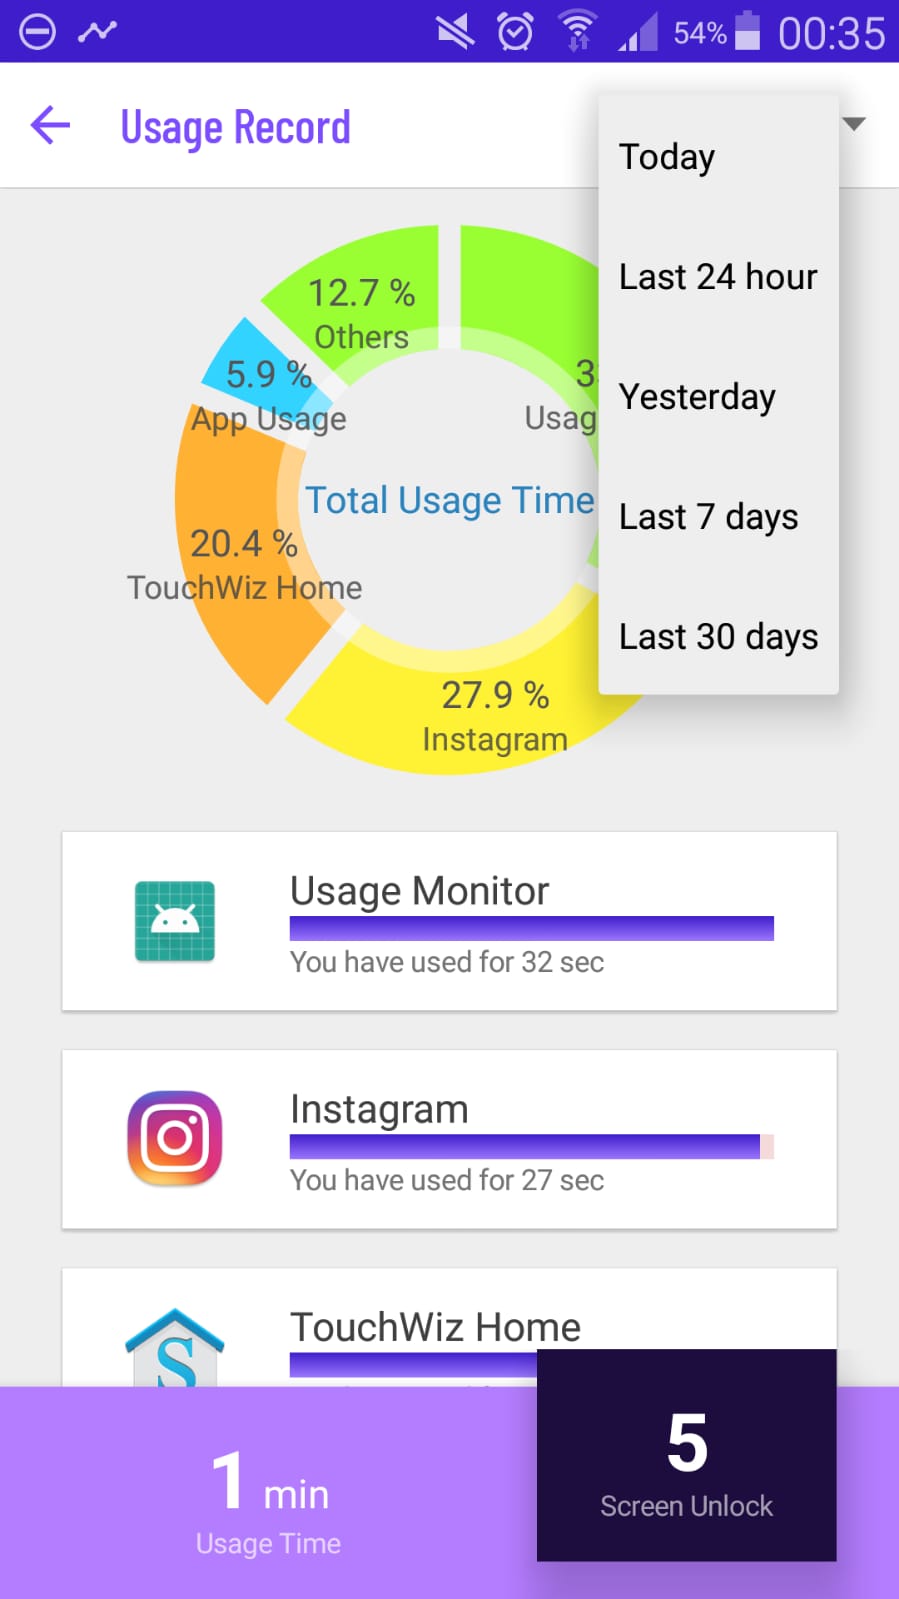 54% 00:35
Usage Record
Today
Last 24 hour
Yesterday
Last 7 days
Last 30 days
12.7 %
Others
5.9 %
App Usage
3
Usag
Total Usage Time
20.4 %
TouchWiz Home
27.9 %
Instagram
Usage Monitor
You have used for 32 sec
Instagram
You have used for 27 sec
S
TouchWiz Home
1 min
Usage Time
5
Screen Unlock